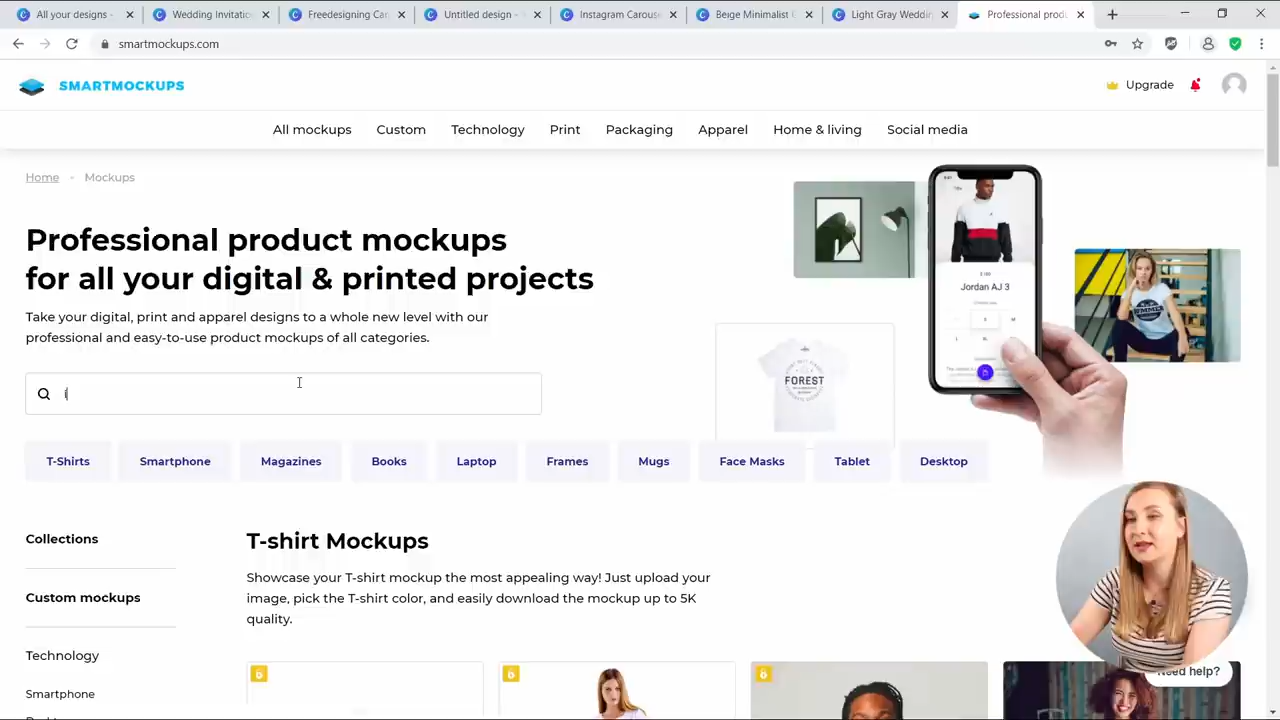 All your designs -
Wedding Invitatio
Freedesigning Can
Untitled design -
Instagram Carouse
Beige Minimalist
Light Gray Weddin
Professional prod
smartmockups.com
SMARTMOCKUPS
Upgrade
All mockups
Custom
Technology
Print
Packaging
Apparel
Home & living
Social media
Home
Mockups
Professional product mockups
for all your digital & printed projects
Take your digital, print and apparel designs to a whole new level with our
professional and easy-to-use product mockups of all categories.
i
Jordan AJ 3
FOREST
T-Shirts
Smartphone
Magazines
Books
Laptop
Frames
Mugs
Face Masks
Tablet
Desktop
Collections
Custom mockups
Technology
Smartphone
T-shirt Mockups
Showcase your T-shirt mockup the most appealing way! Just upload your
image, pick the T-shirt color, and easily download the mockup up to 5K
quality.
Need help?